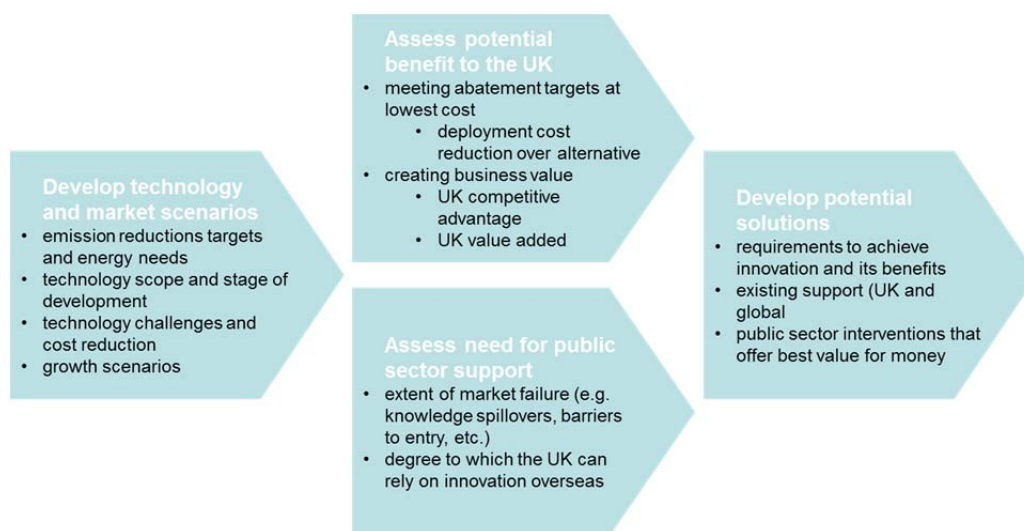 Develop technology
and market scenarios
• emission reductions targets
and energy needs
• technology scope and stage of
development
• technology challenges and
cost reduction
• growth scenarios
Assess potential
benefit to the UK
• meeting abatement targets at
lowest cost
• deployment cost
reduction over alternative
• creating business value
• UK competitive
advantage
• UK value added
Assess need for public
sector support
• extent of market failure (e.g.
knowledge spillovers, barriers
to entry, etc.)
• degree to which the UK can
rely on innovation overseas
Develop potential
solutions
• requirements to achieve
innovation and its benefits
• existing support (UK and
global
• public sector interventions that
offer best value for money